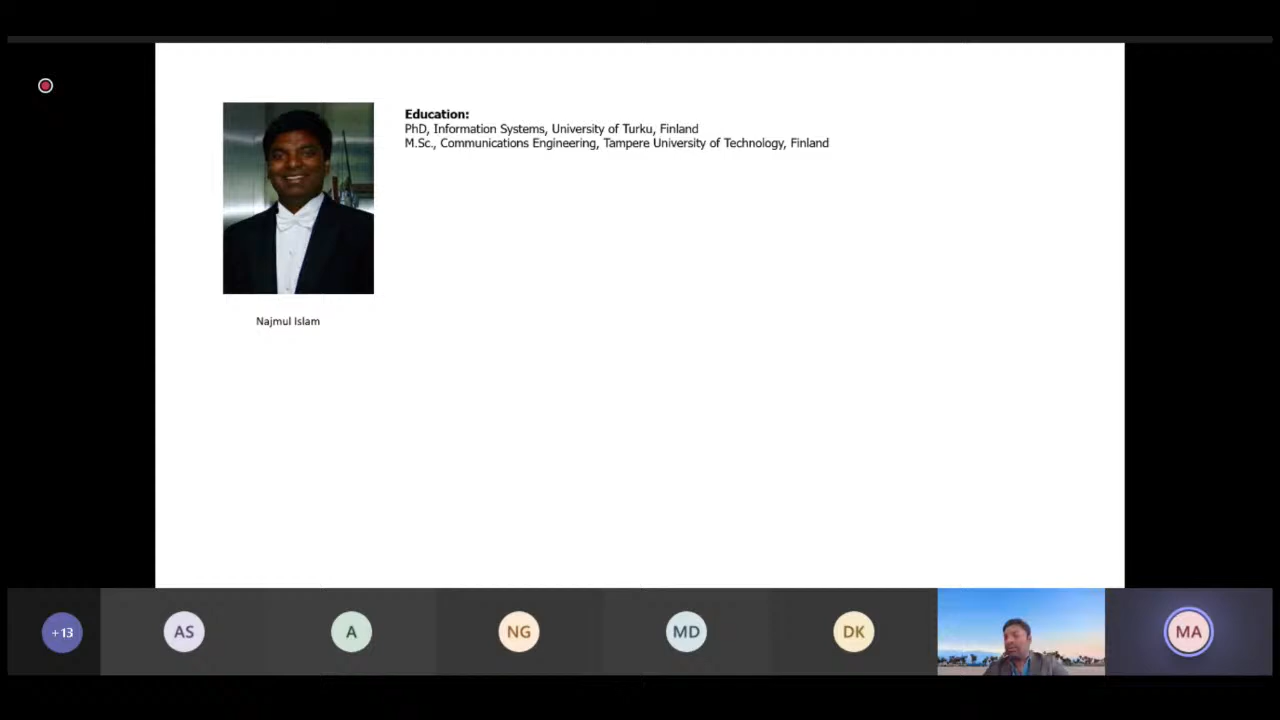 Education:
PhD, Information Systems, University of Turku, Finland
M.Sc., Communications Engineering, Tampere University of Technology, Finland
Najmul Islam
+13
AS
A
NG
MD
DK
MA